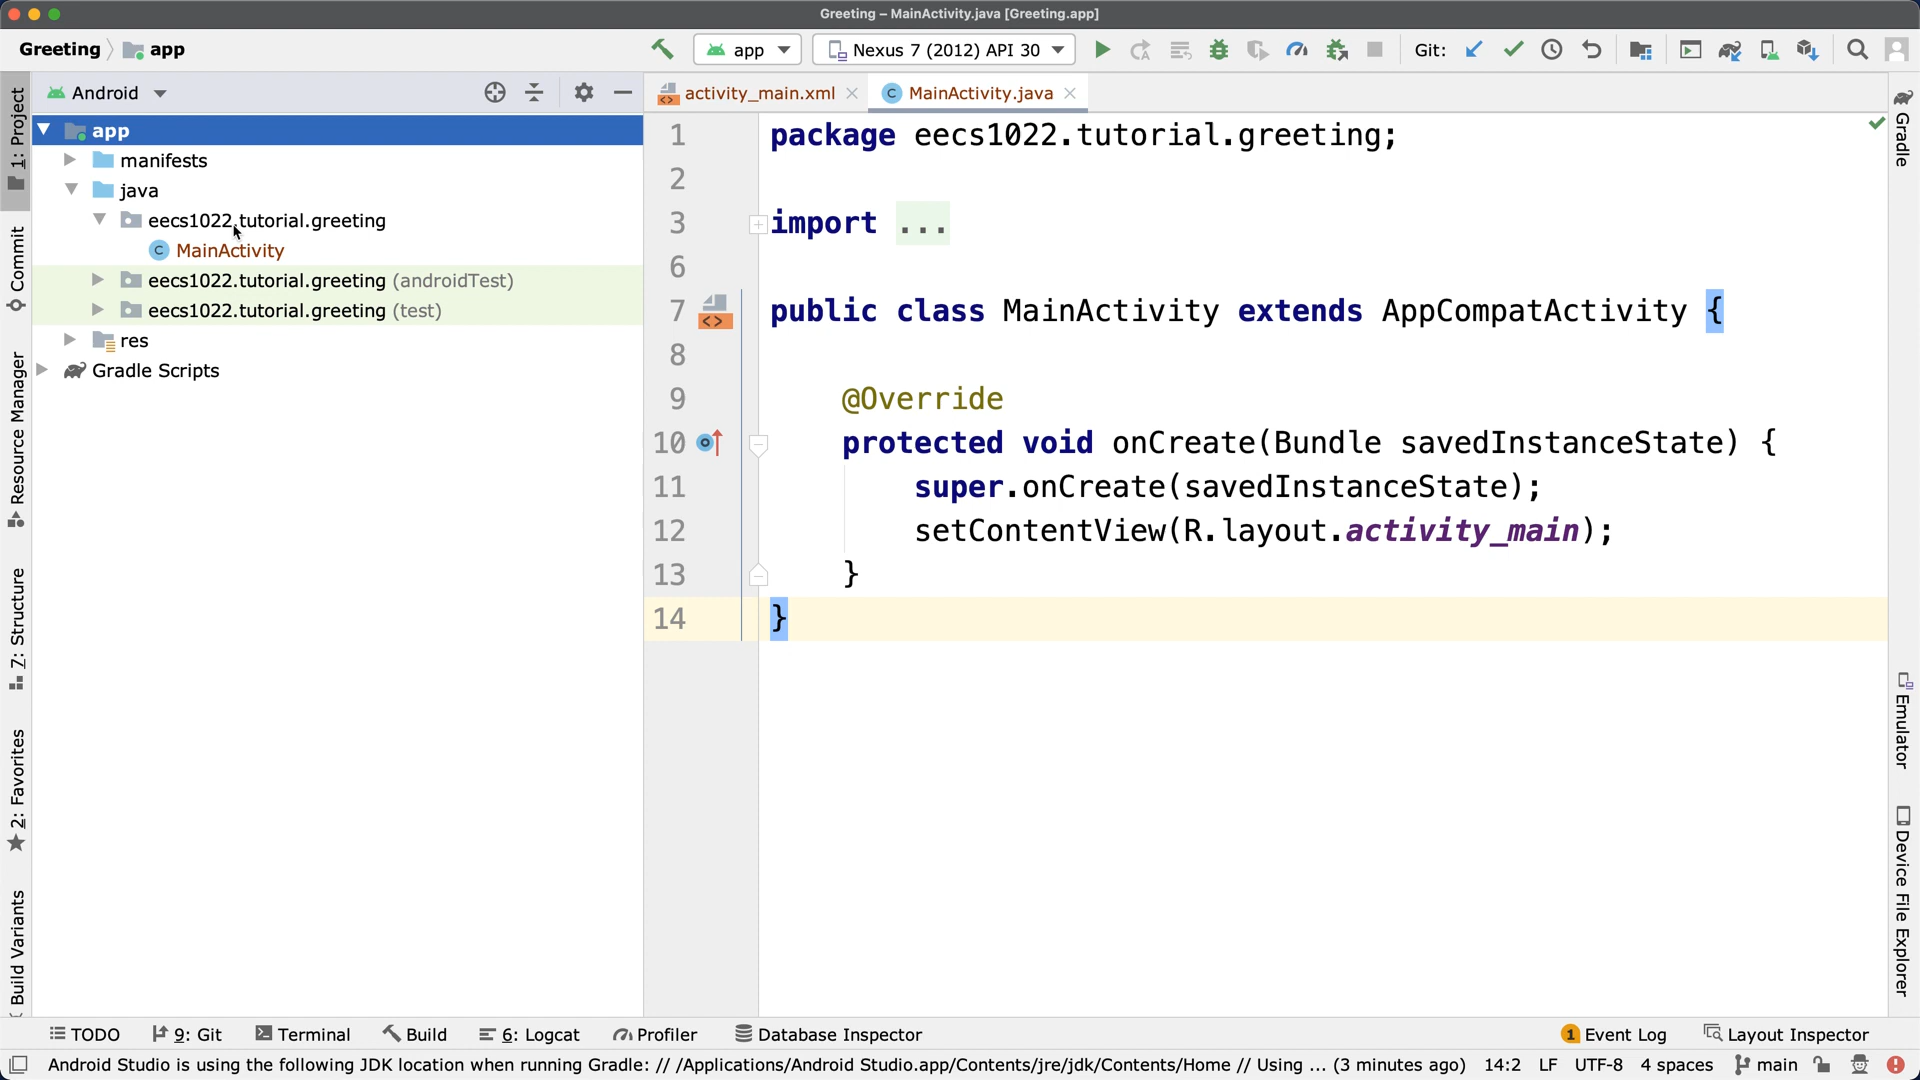 Greeting – MainActivity.java [Greeting.app]
Greeting app
app
Nexus 7 (2012) API 30
Git:
1: Project
Commit
Resource Manager
7: Structure
2: Favorites
Build Variants
Android
app
manifests
java
eecs1022.tutorial.greeting
MainActivity
eecs1022.tutorial.greeting (androidTest)
eecs1022.tutorial.greeting (test)
res
Gradle Scripts
activity_main.xml
MainActivity.java
1 package eecs1022.tutorial.greeting;
2
3 import ...
6
7 public class MainActivity extends AppCompatActivity {
8
9 @Override
10 protected void onCreate(Bundle savedInstanceState) {
11 super.onCreate(savedInstanceState);
12 setContentView(R.layout.activity_main);
13 }
14 }
Gradle
Emulator
Device File Explorer
TODO 9: Git Terminal Build 6: Logcat Profiler Database Inspector 1 Event Log Layout Inspector
Android Studio is using the following JDK location when running Gradle: // /Applications/Android Studio.app/Contents/jre/jdk/Contents/Home // Using ... (3 minutes ago) 14:2 LF UTF-8 4 spaces main